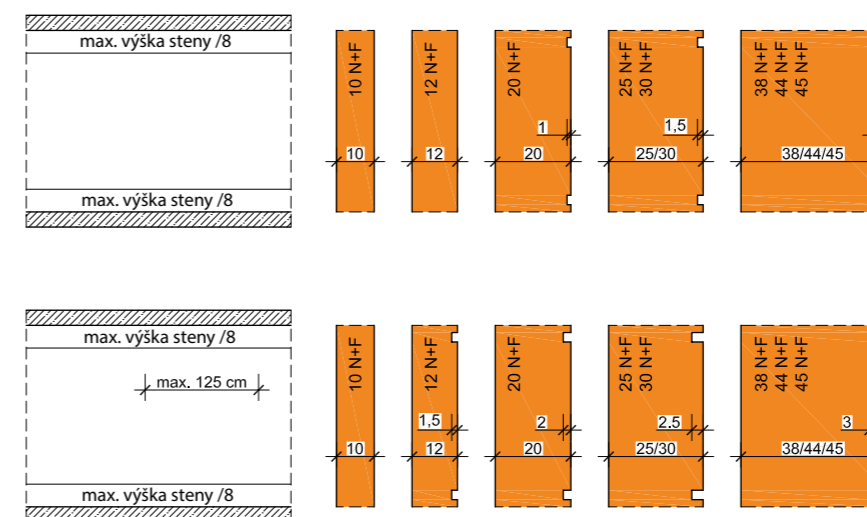 max. výška steny /8
max. výška steny /8
10 N+F
10
12 N+F
12
20 N+F
1
20
25 N+F
30 N+F
1,5
25/30
38 N+F
44 N+F
45 N+F
38/44/45
max. výška steny /8
max. 125 cm
max. výška steny /8
10 N+F
10
12 N+F
1,5
12
20 N+F
2
20
25 N+F
30 N+F
2.5
25/30
38 N+F
44 N+F
45 N+F
3
38/44/45